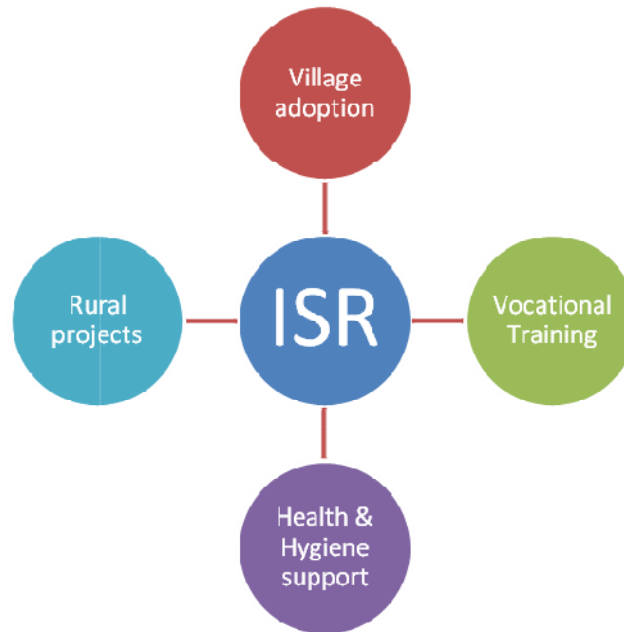 Village
adoption
Rural
projects
ISR
Vocational
Training
Health &
Hygiene
support